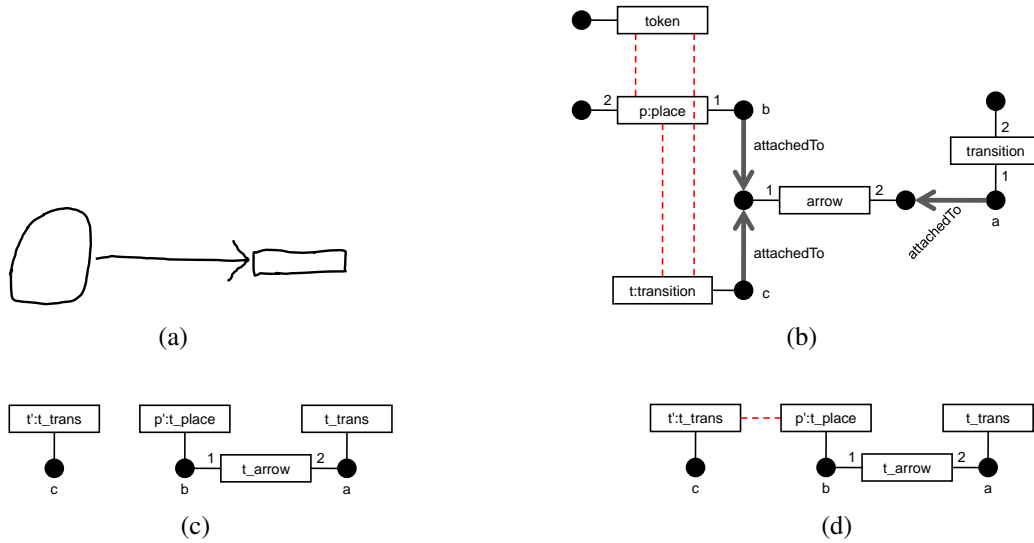 token
2
p:place
1
b
attachedTo
2
transition
1
1
arrow
2
a
attachedTo
attachedTo
t:transition
c
(a)
(b)
t':t_trans
p':t_place
t_trans
1
t_arrow
2
c
b
a
(c)
t':t_trans
p':t_place
t_trans
1
t_arrow
2
c
b
a
(d)